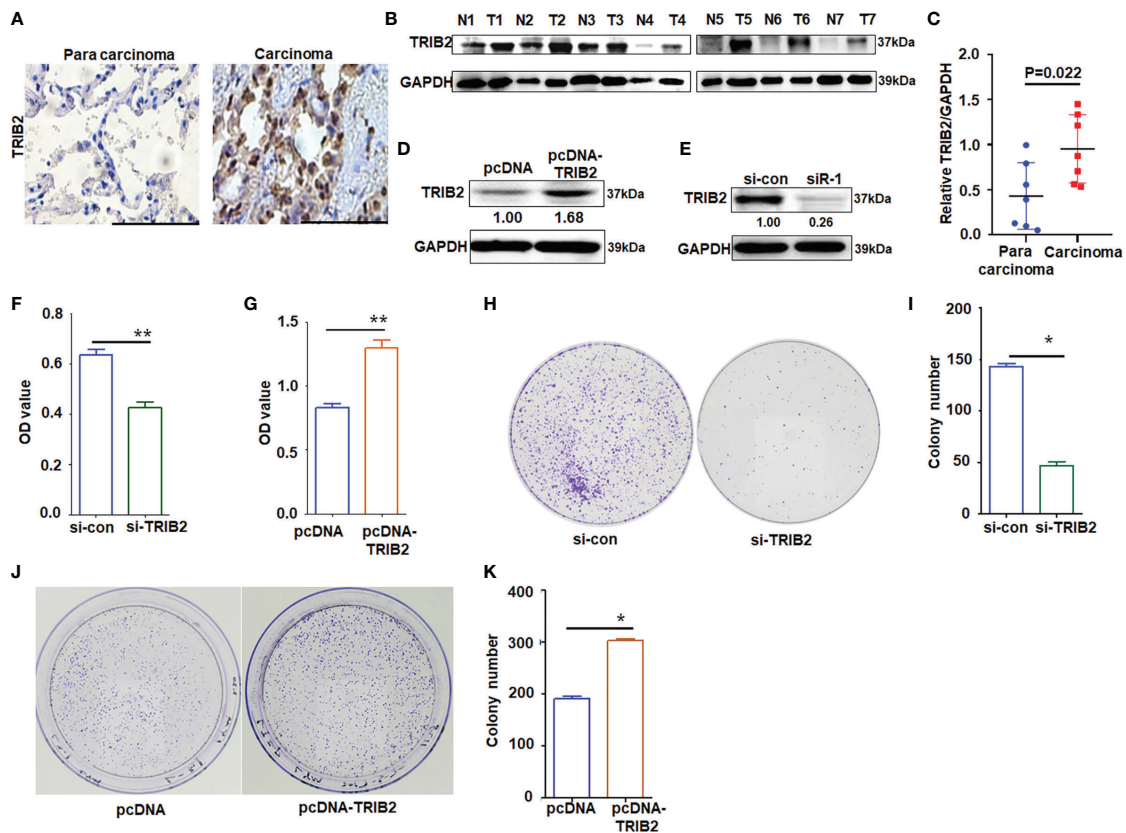 A
Para carcinoma
Carcinoma
TRIB2
B
N1 T1 N2 T2 N3 T3 N4 T4 N5 T5 N6 T6 N7 T7
TRIB2
37kDa
GAPDH
39kDa
C
P=0.022
Relative TRIB2/GAPDH
2.0
1.5
1.0
0.5
0.0
Para
carcinoma
Carcinoma
D
pcDNA
pcDNA-
TRIB2
TRIB2
37kDa
1.00 1.68
GAPDH
39kDa
E
si-con siR-1
TRIB2
37kDa
1.00 0.26
GAPDH
39kDa
F
**
OD value
0.8
0.6
0.4
0.2
0.0
si-con
si-TRIB2
G
**
OD value
1.5
1.0
0.5
0.0
pcDNA
pcDNA-
TRIB2
H
si-con
si-TRIB2
I
*
Colony number
200
150
100
50
0
si-con
si-TRIB2
J
pcDNA
pcDNA-TRIB2
K
*
Colony number
400
300
200
100
0
pcDNA
pcDNA-
TRIB2